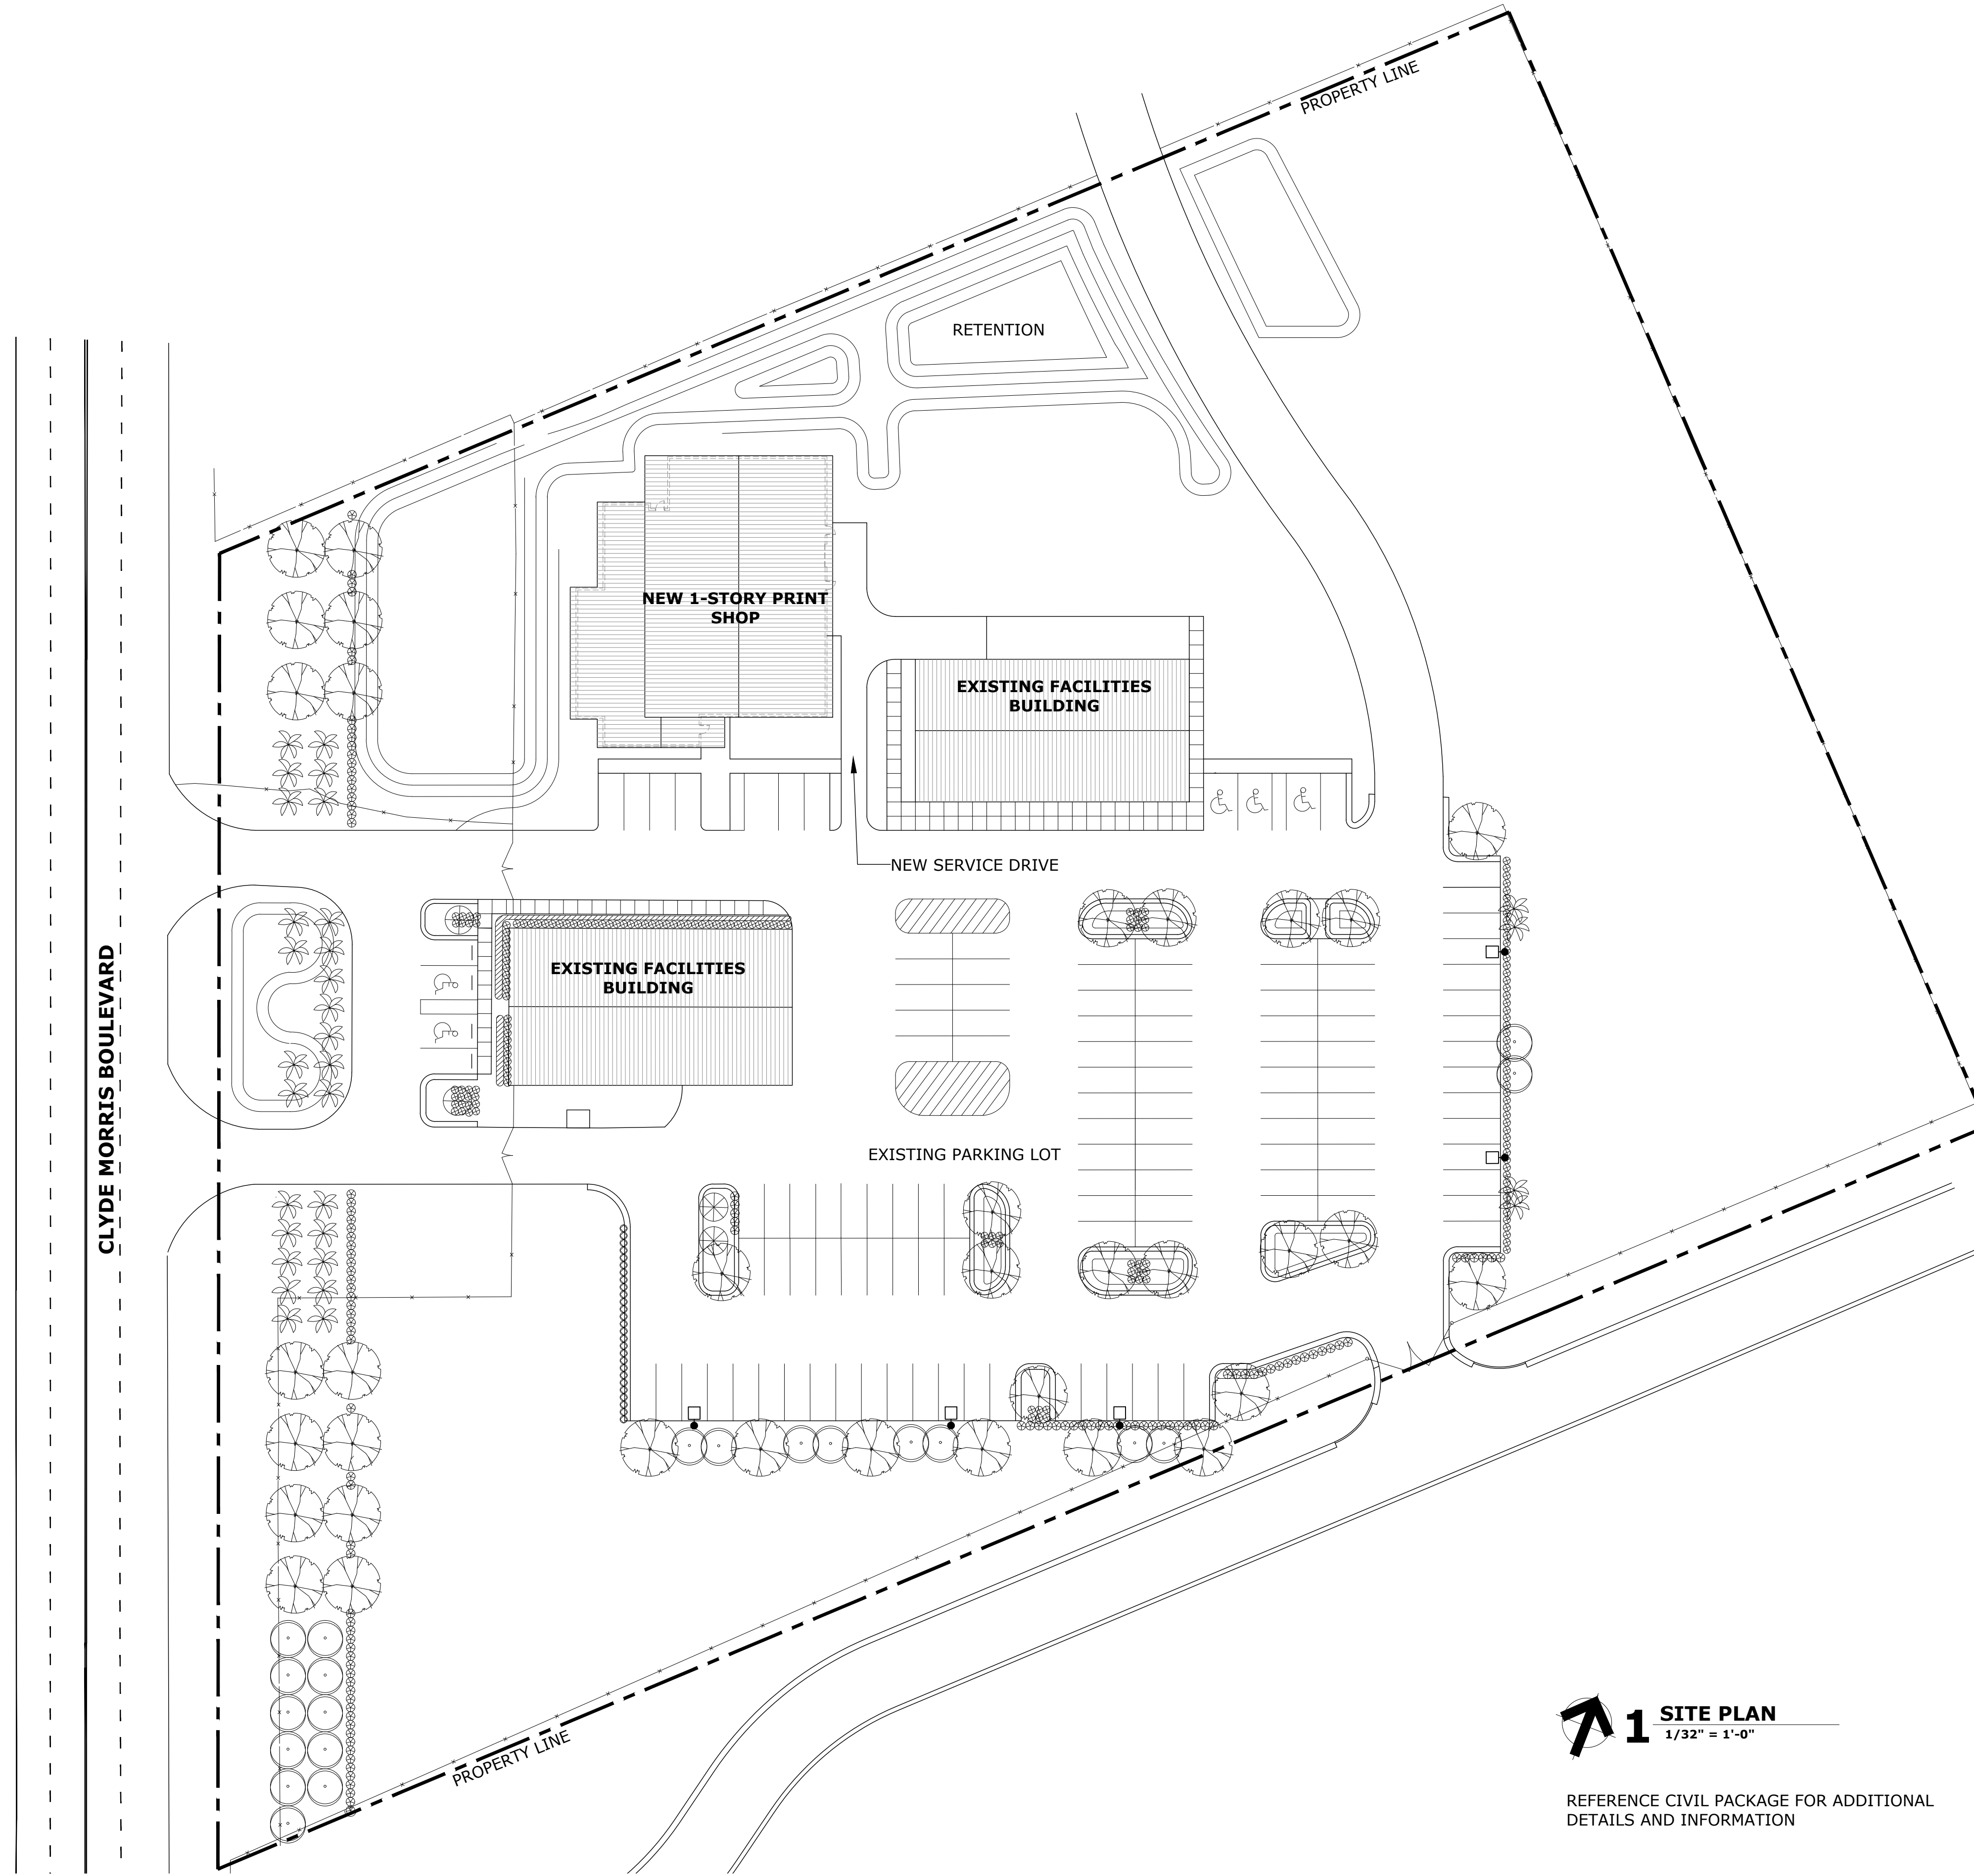 PROPERTY LINE
RETENTION
NEW 1-STORY PRINT
SHOP
EXISTING FACILITIES
BUILDING
NEW SERVICE DRIVE
EXISTING FACILITIES
BUILDING
CLYDE MORRIS BOULEVARD
EXISTING PARKING LOT
PROPERTY LINE
1
SITE PLAN
1/32" = 1'-0"
REFERENCE CIVIL PACKAGE FOR ADDITIONAL
DETAILS AND INFORMATION